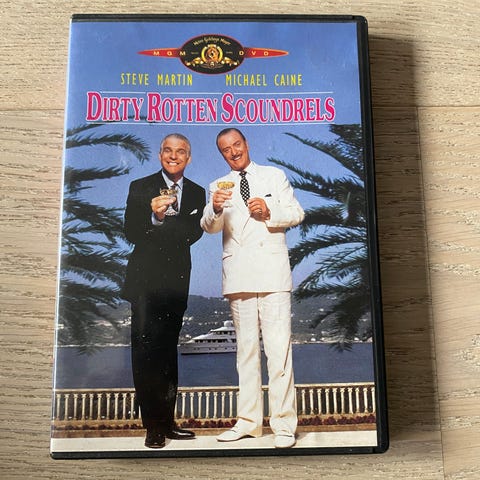 MGM DVD
STEVE MARTIN MICHAEL CAINE
DIRTY ROTTEN SCOUNDRELS